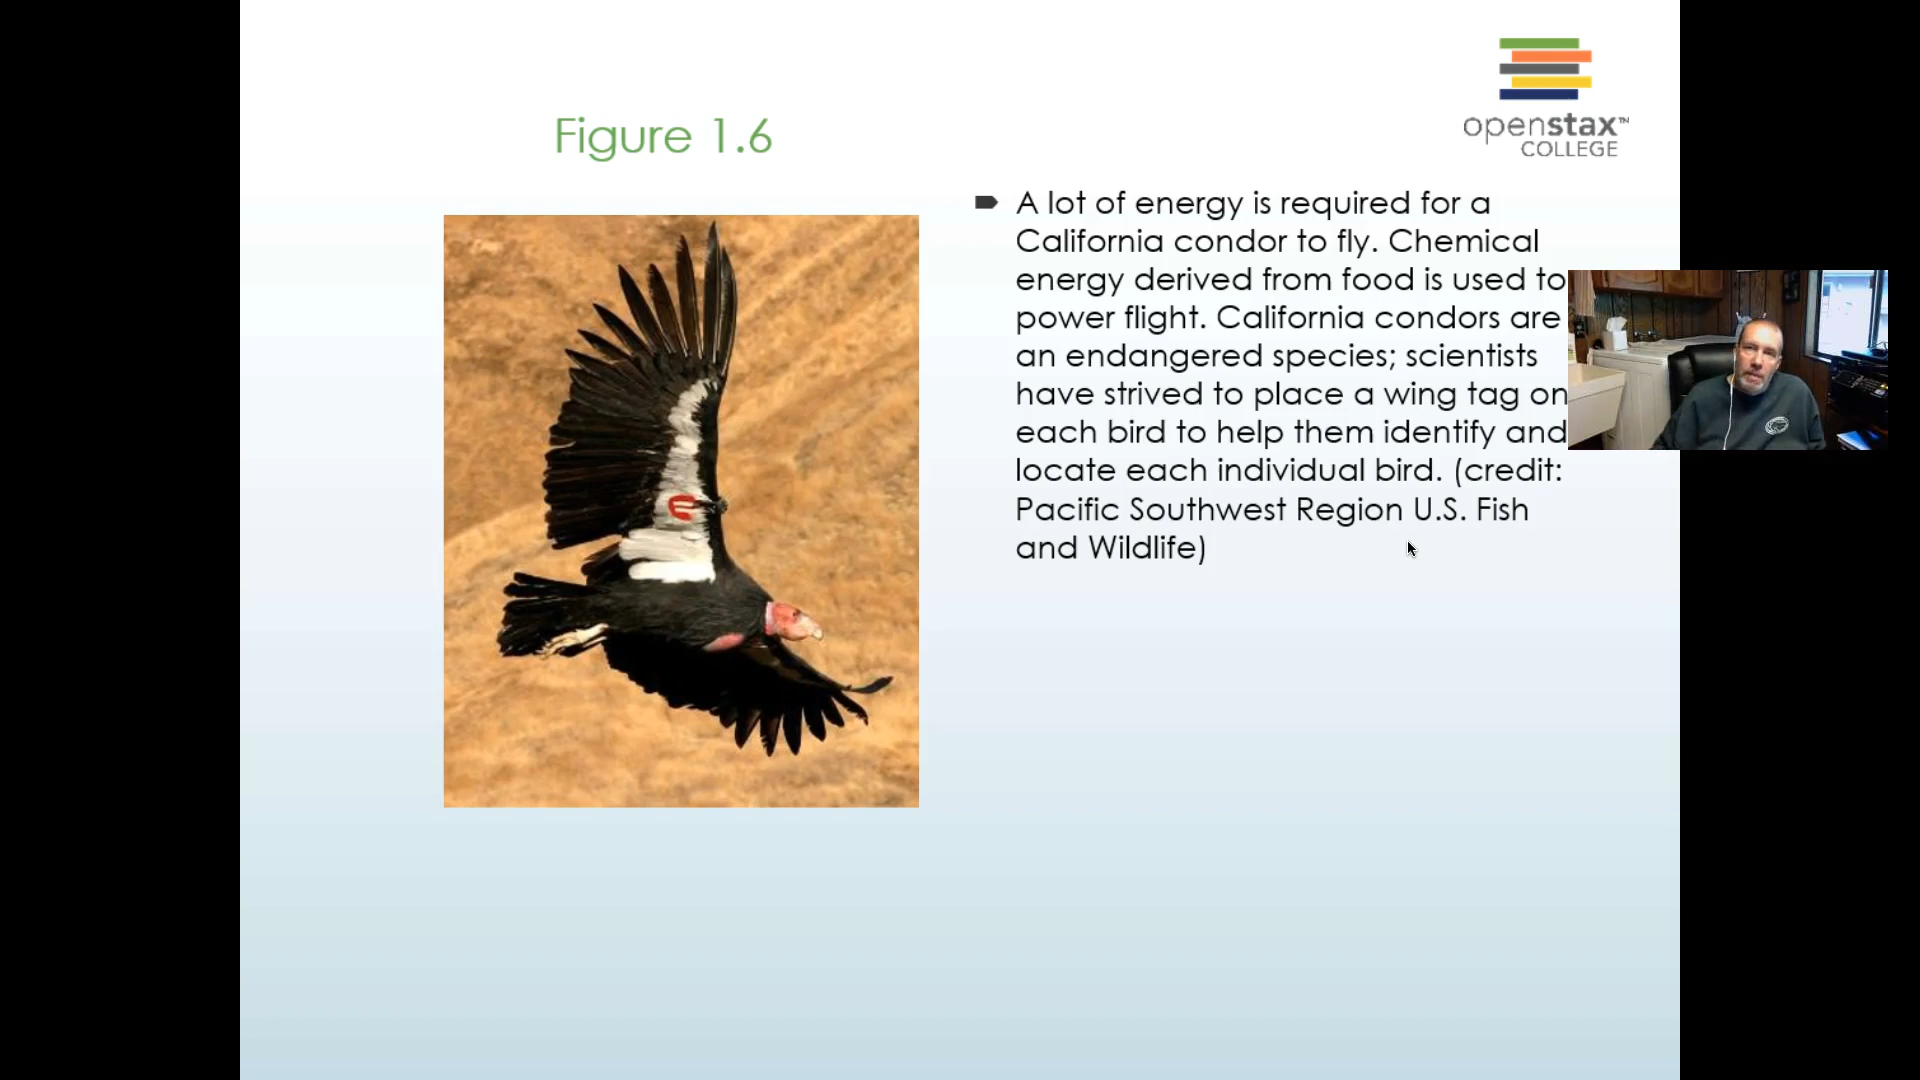 Figure 1.6
openstax™
COLLEGE
A lot of energy is required for a
California condor to fly. Chemical
energy derived from food is used to
power flight. California condors are
an endangered species; scientists
have strived to place a wing tag on
each bird to help them identify and
locate each individual bird. (credit:
Pacific Southwest Region U.S. Fish
and Wildlife)